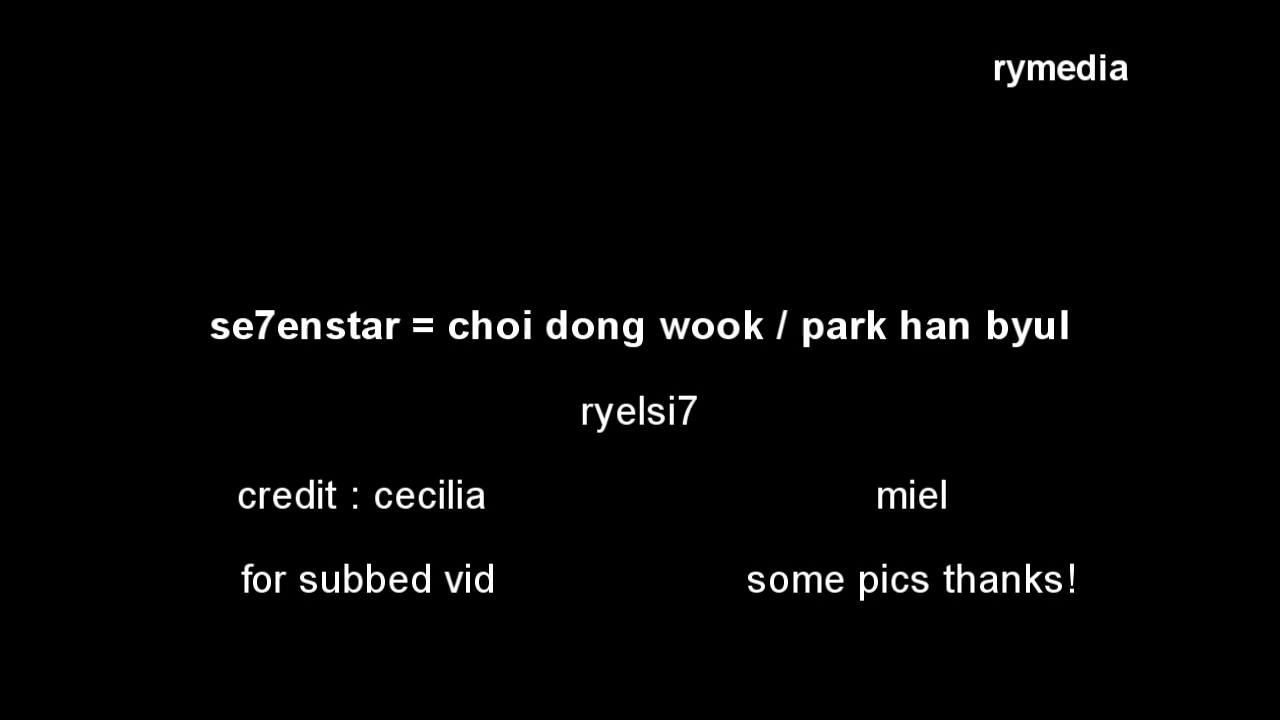 rymedia
se7enstar = choi dong wook / park han byul
ryelsi7
credit : cecilia miel
for subbed vid some pics thanks!